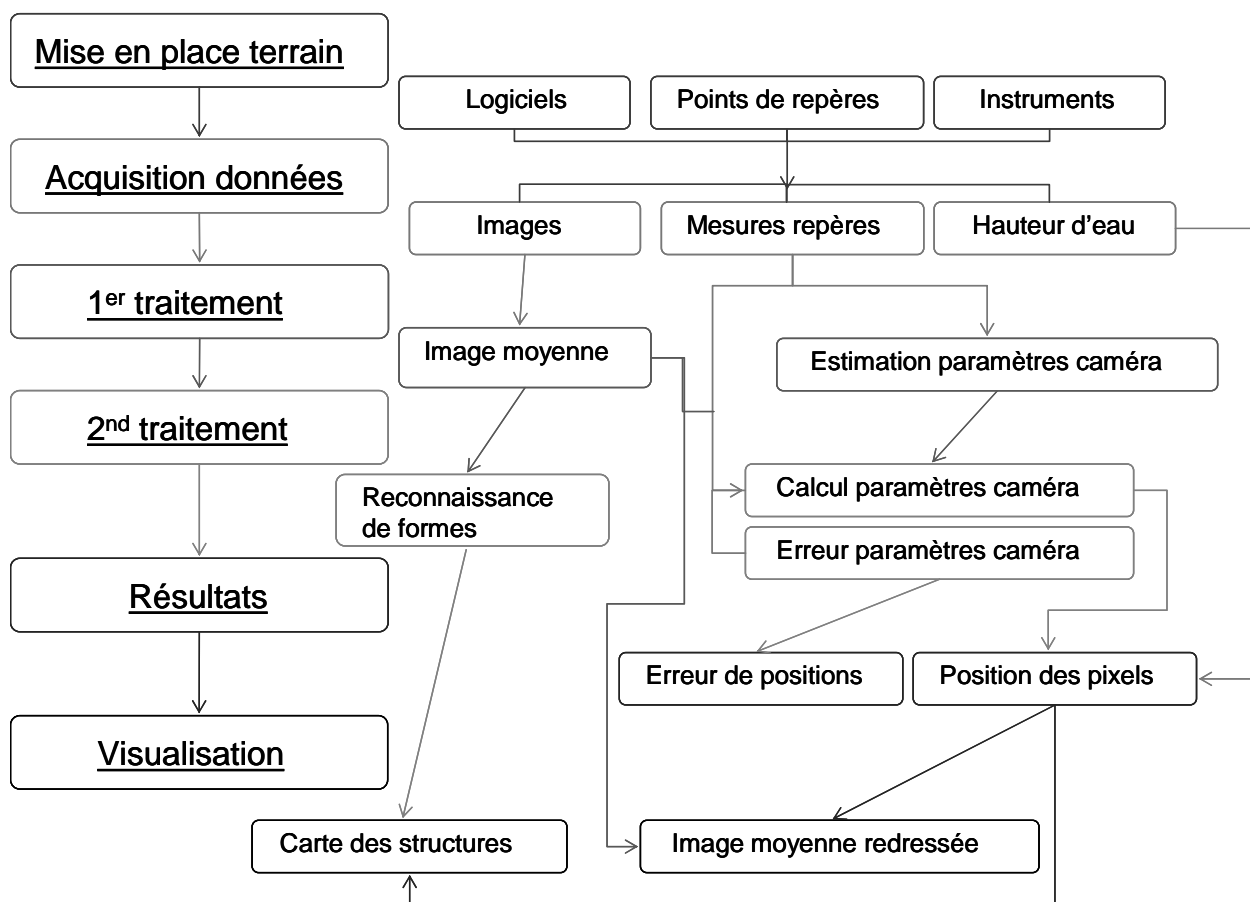 Mise en place terrain
Logiciels
Points de repères
Instruments
Acquisition données
Images
Mesures repères
Hauteur d'eau
1er traitement
Image moyenne
Estimation paramètres caméra
2nd traitement
Reconnaissance
de formes
Calcul paramètres caméra
Erreur paramètres caméra
Résultats
Erreur de positions
Position des pixels
Visualisation
Carte des structures
Image moyenne redressée